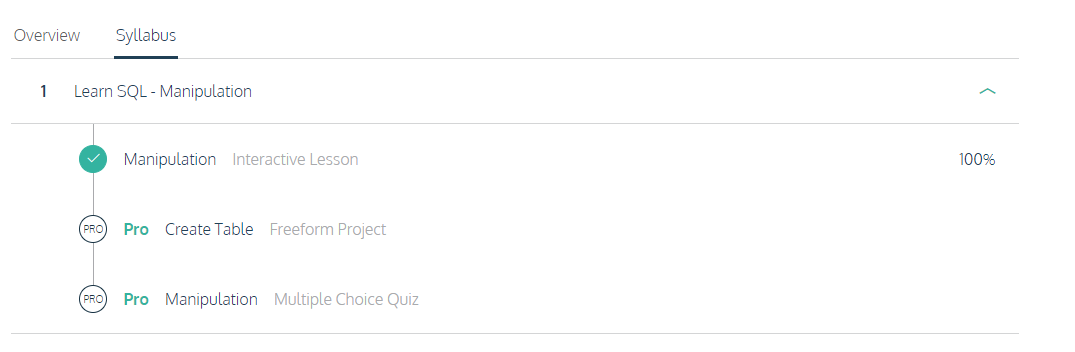 Overview Syllabus
1 Learn SQL - Manipulation
Manipulation Interactive Lesson 100%
PRO Pro Create Table Freeform Project
PRO Pro Manipulation Multiple Choice Quiz